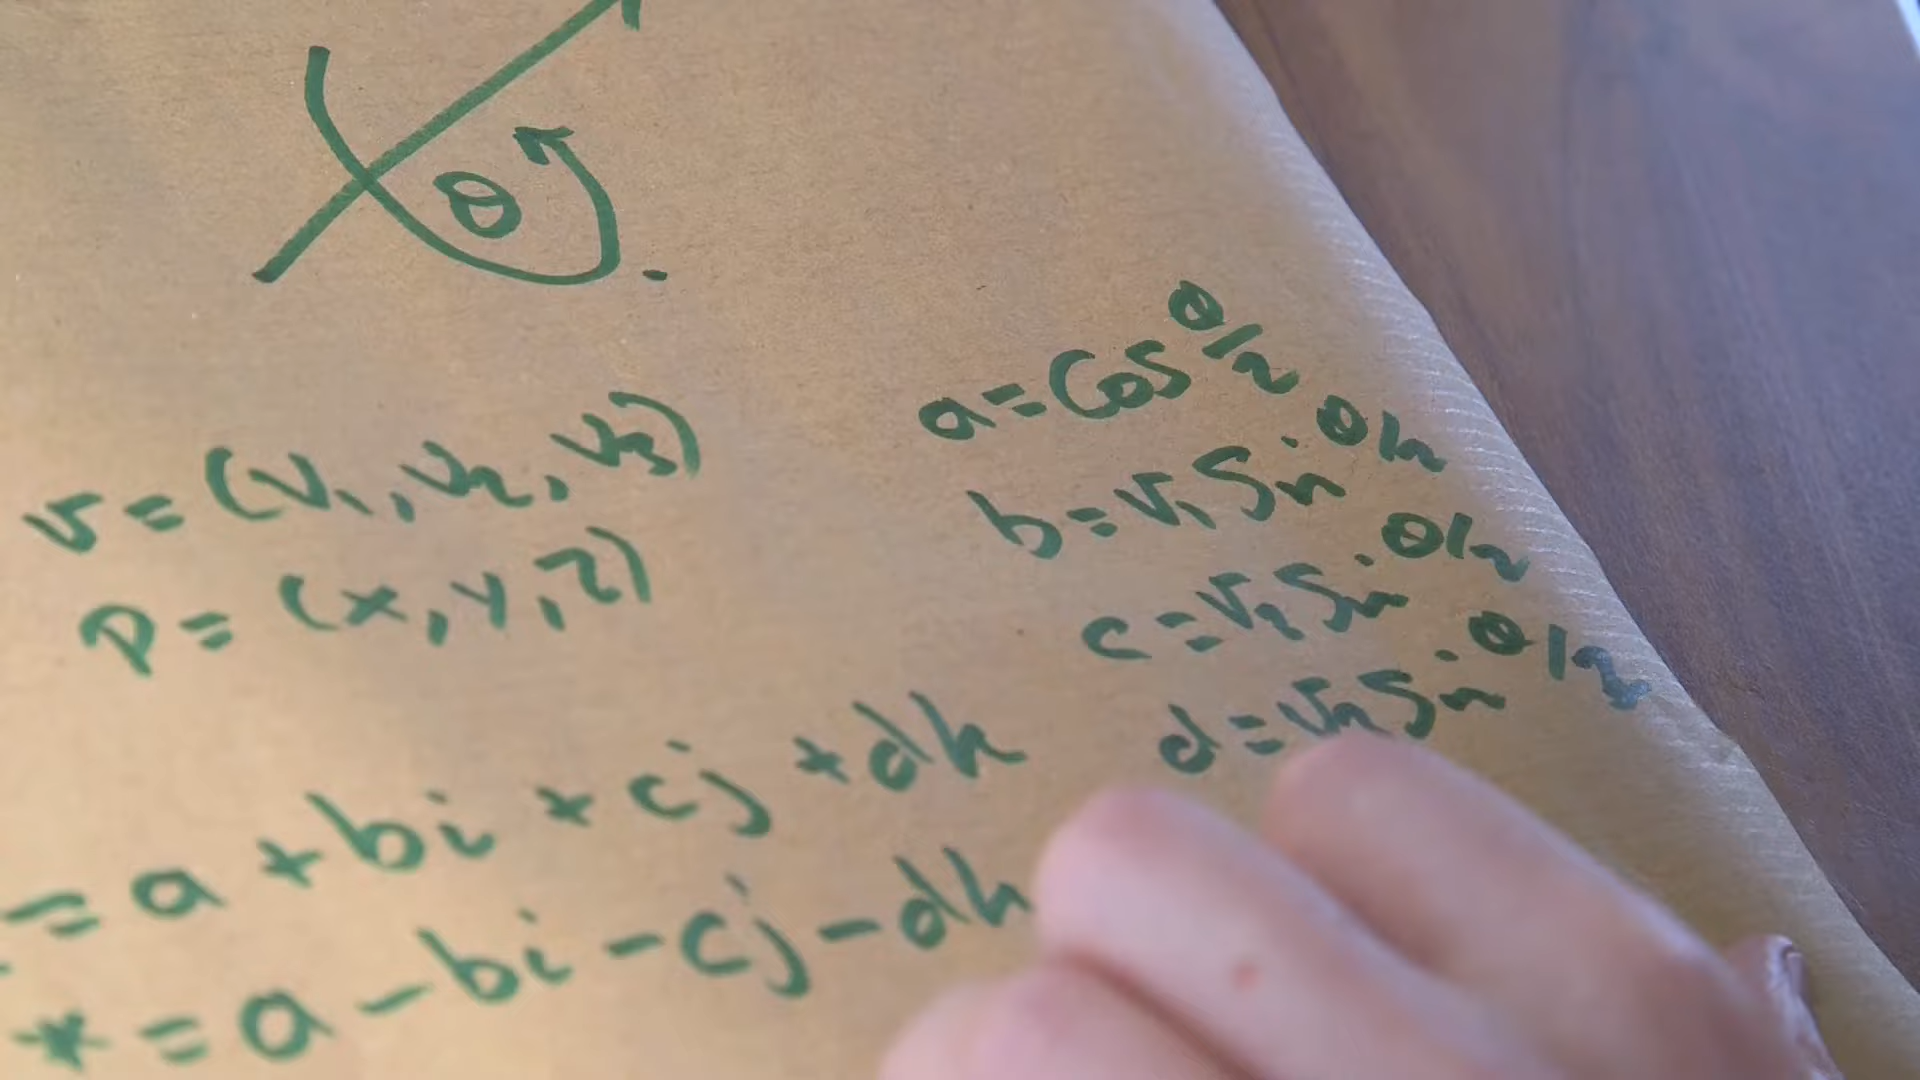 θ
v = (v₁, v₂, v₃)
p = (x, y, z)
a = Cos θ/2
b = v₁ Sin θ/2
c = v₂ Sin θ/2
d = v₃ Sin θ/2
= a + bi + cj + dk
* = a - bi - cj - dk